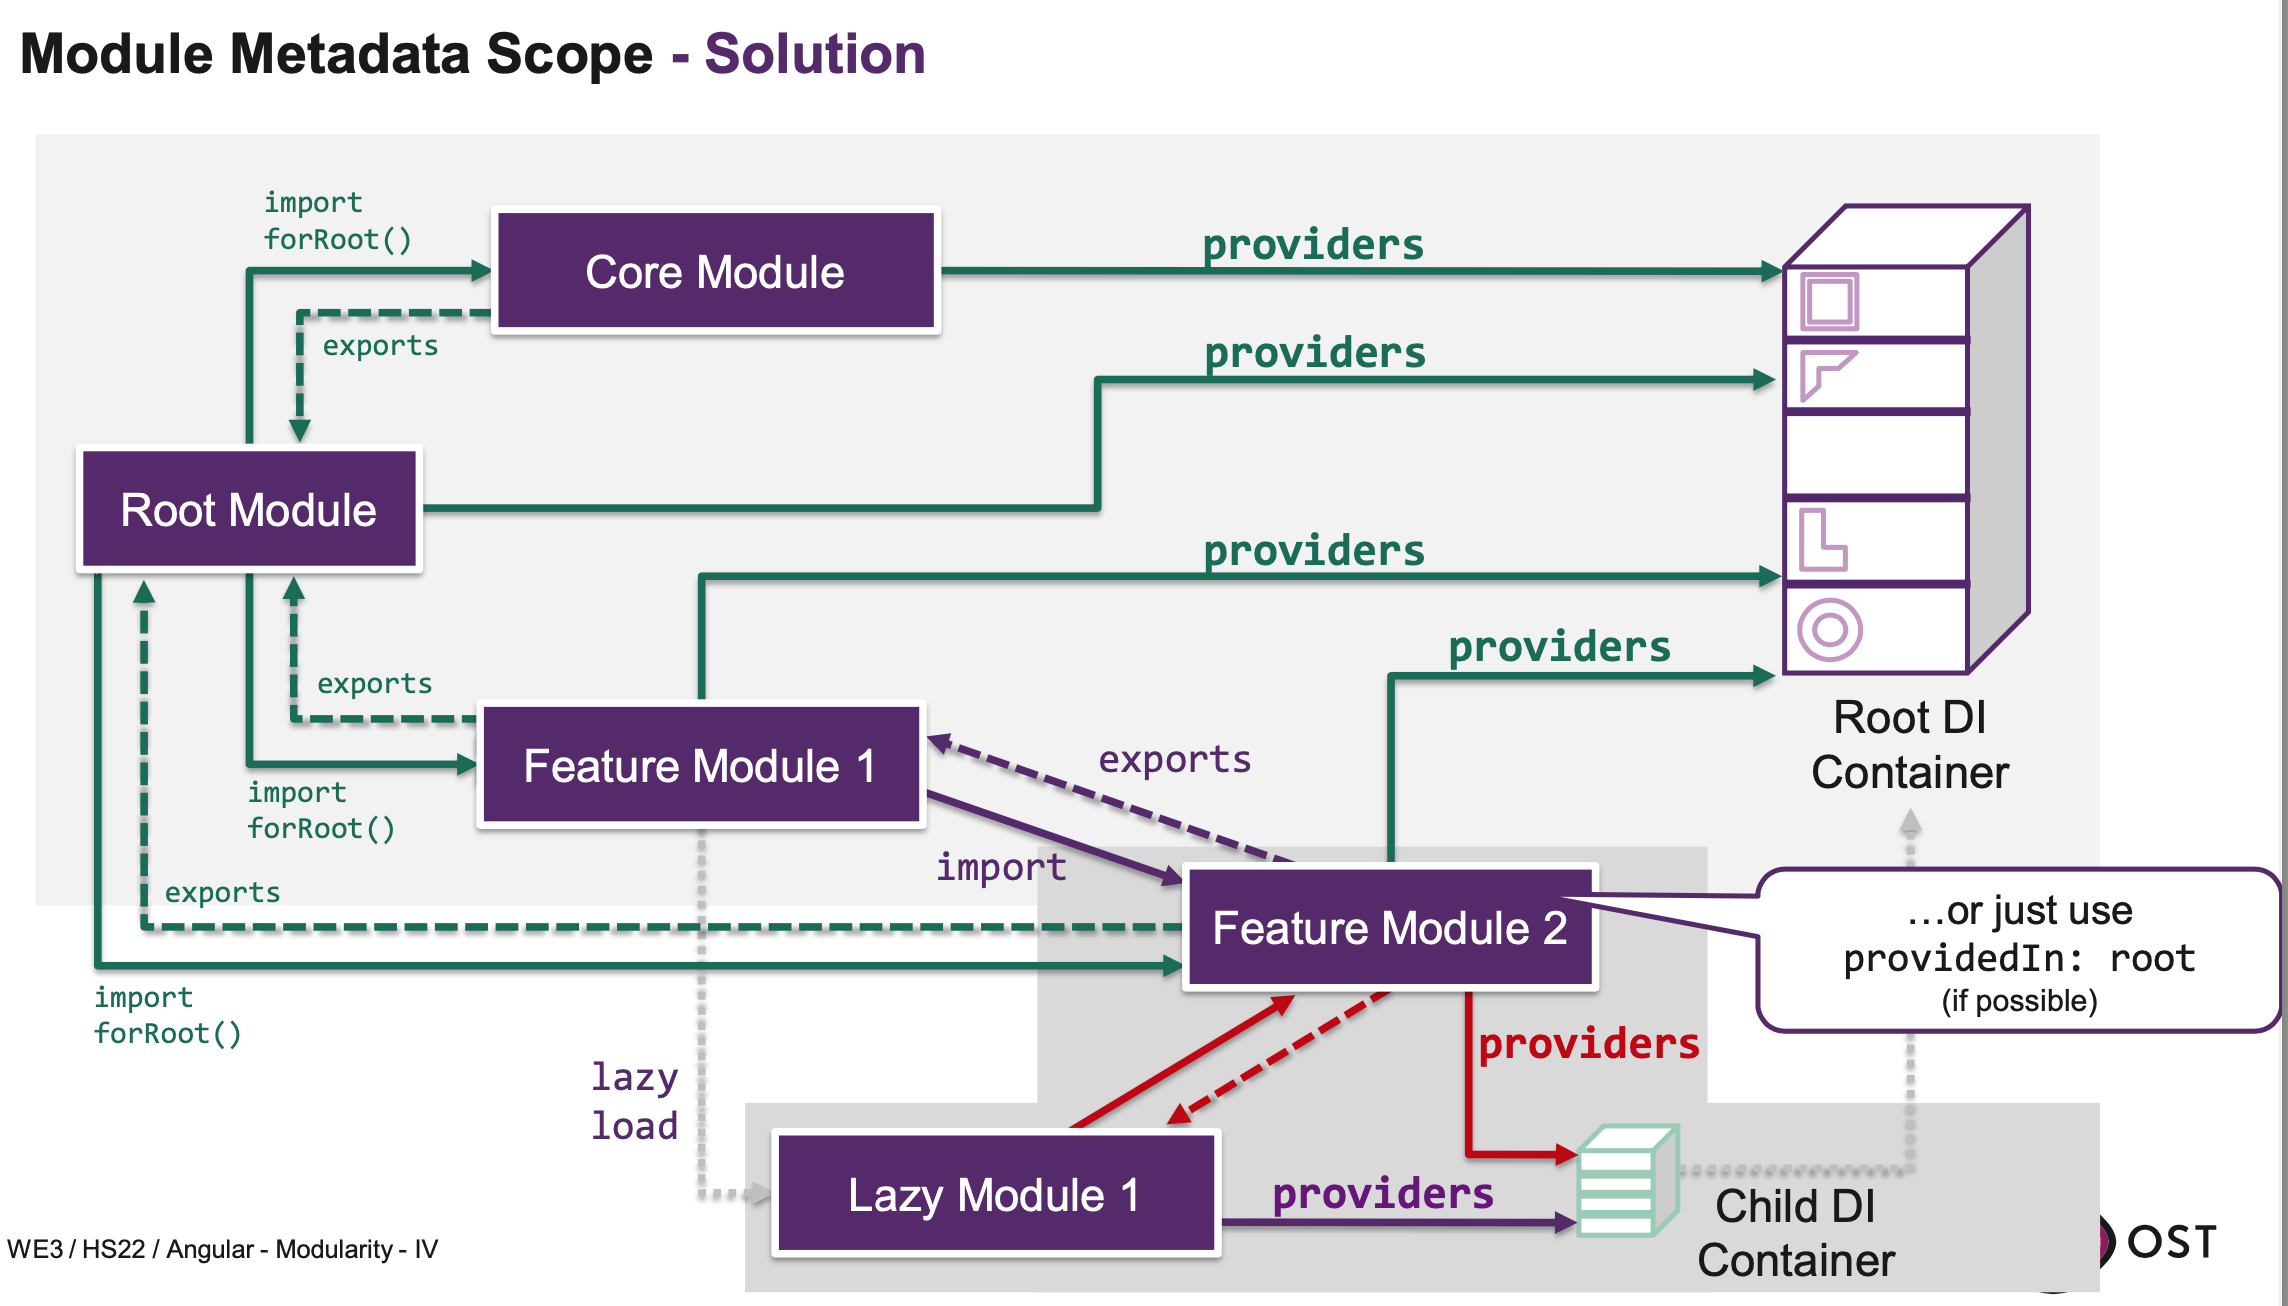 Module Metadata Scope - Solution
import
forRoot()
Core Module
providers
exports
providers
Root Module
providers
providers
exports
Root DI
Container
Feature Module 1
exports
import
forRoot()
import
exports
Feature Module 2
…or just use
providedIn: root
(if possible)
import
forRoot()
providers
lazy
load
Lazy Module 1
providers
Child DI
Container
WE3 / HS22 / Angular - Modularity - IV
OST